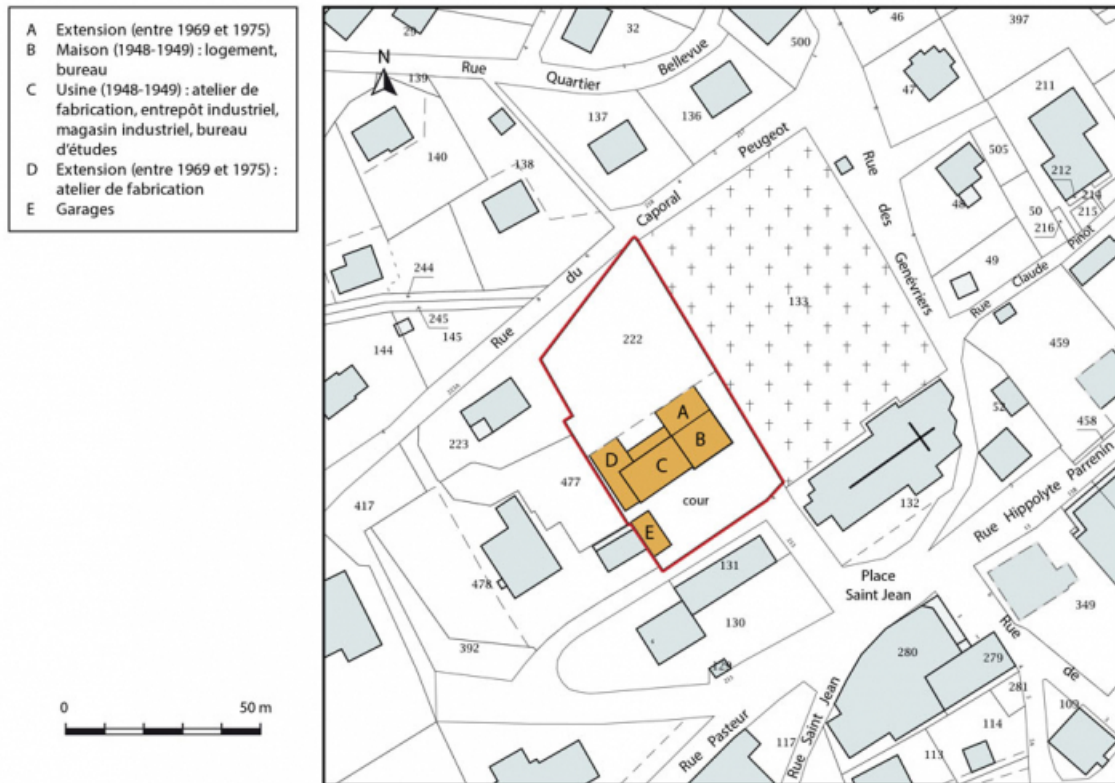 A Extension (entre 1969 et 1975)
B Maison (1948-1949) : logement,
bureau
C Usine (1948-1949) : atelier de
fabrication, entrepôt industriel,
magasin industriel, bureau
d'études
D Extension (entre 1969 et 1975) :
atelier de fabrication
E Garages
0 50 m
N
29
32
46
397
500
Rue Quartier Bellevue
139
47
211
137
136
140
138
505
212
214
215
48
50
216
Rue du Caporal Peugeot
Rue des Genévriers
49
Rue Claude Pinot
244
245
145
144
133
222
459
223
A
B
C
D
E
52
458
477
cour
417
132
Rue Hippolyte Parrenin
478
131
Place
Saint Jean
349
130
392
280
279
Rue de
281
109
114
113
117
Rue Pasteur
Rue Saint Jean